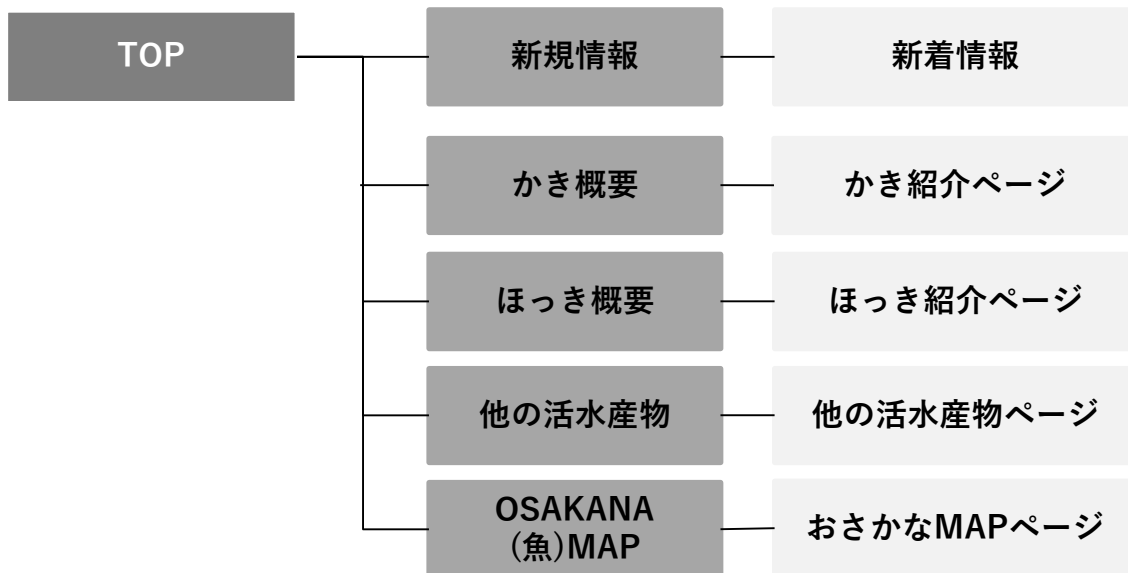 TOP
新規情報
新着情報
かき概要
かき紹介ページ
ほっき概要
ほっき紹介ページ
他の活水産物
他の活水産物ページ
OSAKANA
(魚)MAP
おさかなMAPページ